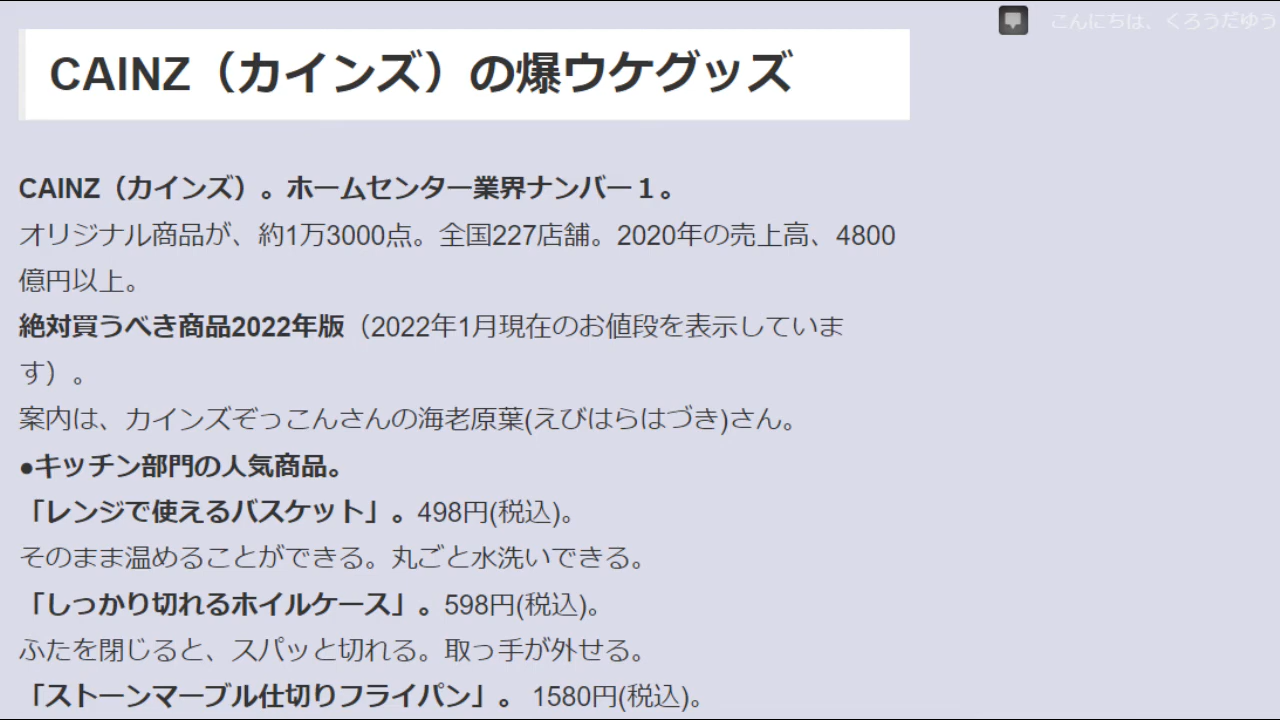 こんにちは、くろうだゆう
CAINZ（カインズ）の爆ウケグッズ
CAINZ（カインズ）。ホームセンター業界ナンバー１。
オリジナル商品が、約1万3000点。全国227店舗。2020年の売上高、4800
億円以上。
絶対買うべき商品2022年版（2022年1月現在のお値段を表示していま
す）。
案内は、カインズぞっこんさんの海老原葉(えびはらはづき)さん。
●キッチン部門の人気商品。
「レンジで使えるバスケット」。498円(税込)。
そのまま温めることができる。丸ごと水洗いできる。
「しっかり切れるホイルケース」。598円(税込)。
ふたを閉じると、スパッと切れる。取っ手が外せる。
「ストーンマーブル仕切りフライパン」。 1580円(税込)。